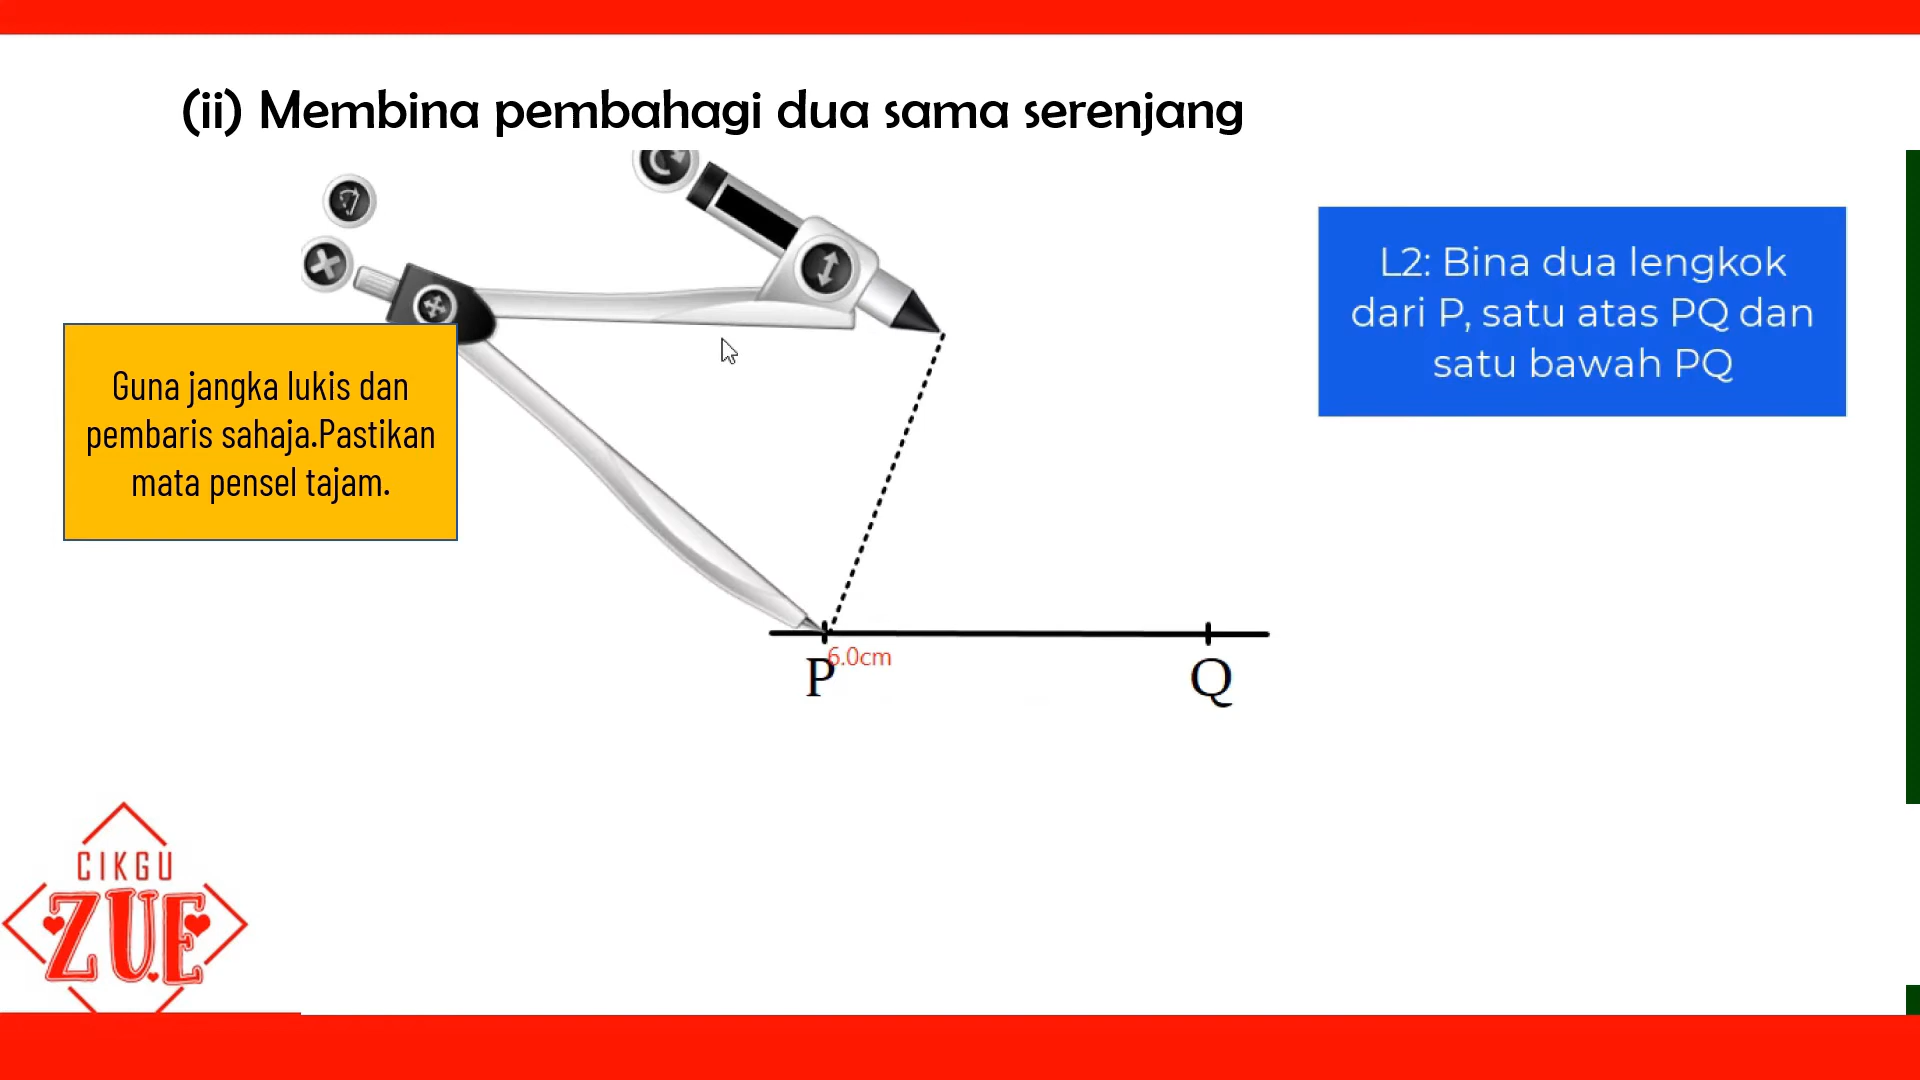 (ii) Membina pembahagi dua sama serenjang
L2: Bina dua lengkok
dari P, satu atas PQ dan
satu bawah PQ
Guna jangka lukis dan
pembaris sahaja.Pastikan
mata pensel tajam.
6.0cm
P
Q
CIKGU
ZUE